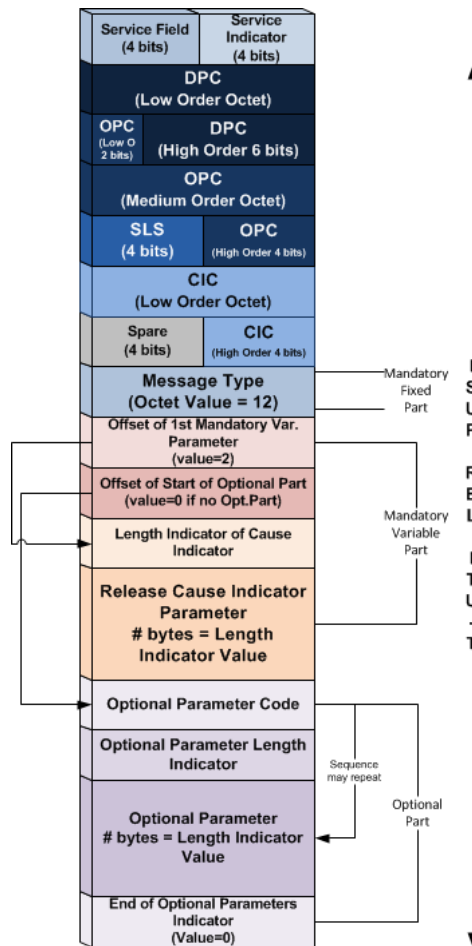 Service Field
(4 bits)
Service
Indicator
(4 bits)
DPC
(Low Order Octet)
OPC
(Low O
2 bits)
DPC
(High Order 6 bits)
OPC
(Medium Order Octet)
SLS
(4 bits)
OPC
(High Order 4 bits)
CIC
(Low Order Octet)
Spare
(4 bits)
CIC
(High Order 4 bits)
Message Type
(Octet Value = 12)
Mandatory
Fixed
Part
Offset of 1st Mandatory Var.
Parameter
(value=2)
Offset of Start of Optional Part
(value=0 if no Opt.Part)
Length Indicator of Cause
Indicator
Mandatory
Variable
Part
Release Cause Indicator
Parameter
# bytes = Length
Indicator Value
Optional Parameter Code
Optional Parameter Length
Indicator
Sequence
may repeat
Optional Parameter
# bytes = Length Indicator
Value
Optional
Part
End of Optional Parameters
Indicator
(Value=0)